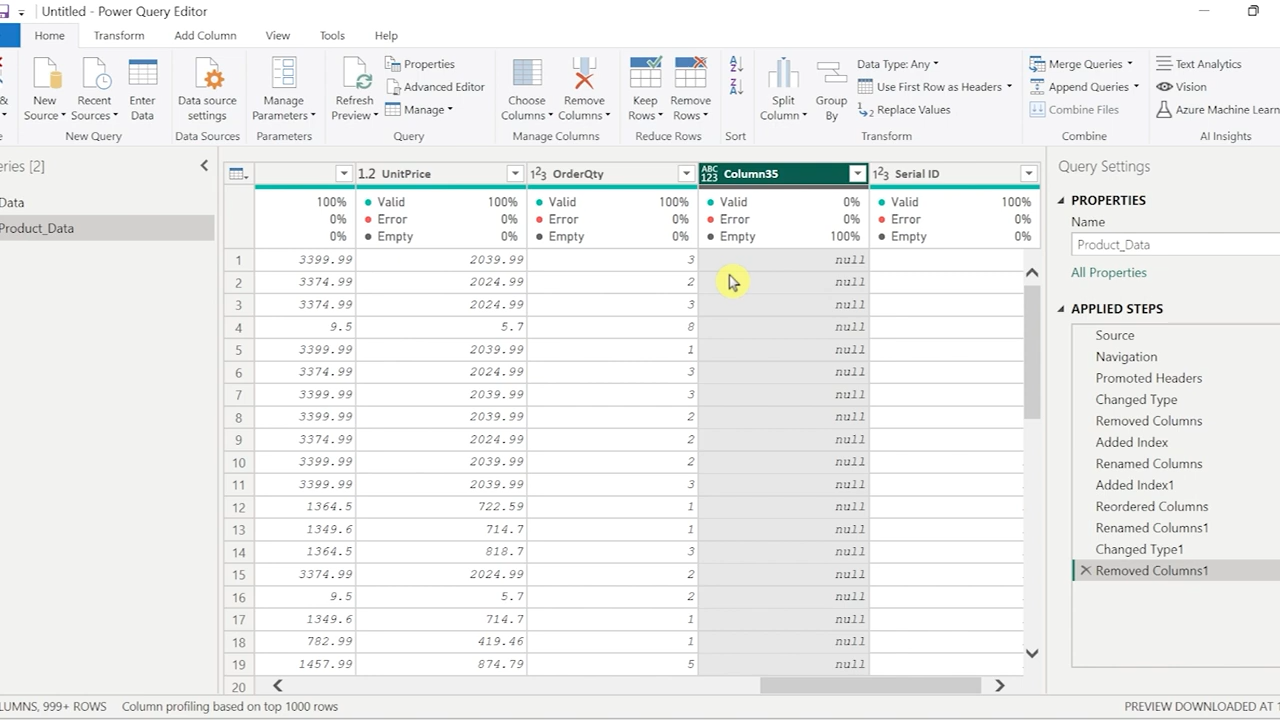 Untitled - Power Query Editor
Home Transform Add Column View Tools Help
New Source Recent Sources Enter Data
New Query
Data source settings
Data Sources
Manage Parameters
Parameters
Refresh Preview
Properties
Advanced Editor
Manage
Query
Choose Columns Remove Columns
Manage Columns
Keep Rows Remove Rows
Reduce Rows
Sort
Split Column Group By
Data Type: Any
Use First Row as Headers
Replace Values
Transform
Merge Queries
Append Queries
Combine Files
Combine
Text Analytics
Vision
Azure Machine Learn
AI Insights
eries [2]
Data
Product_Data
1.2 UnitPrice 123 OrderQty ABC 123 Column35 123 Serial ID
100% Valid 100% Valid 100% Valid 0% Valid 100%
0% Error 0% Error 0% Error 0% Error 0%
0% Empty 0% Empty 0% Empty 100% Empty 0%
1 3399.99 2039.99 3 null
2 3374.99 2024.99 2 null
3 3374.99 2024.99 3 null
4 9.5 5.7 8 null
5 3399.99 2039.99 1 null
6 3374.99 2024.99 3 null
7 3399.99 2039.99 3 null
8 3399.99 2039.99 2 null
9 3374.99 2024.99 2 null
10 3399.99 2039.99 2 null
11 3399.99 2039.99 3 null
12 1364.5 722.59 1 null
13 1349.6 714.7 1 null
14 1364.5 818.7 3 null
15 3374.99 2024.99 2 null
16 9.5 5.7 2 null
17 1349.6 714.7 1 null
18 782.99 419.46 1 null
19 1457.99 874.79 5 null
20
Query Settings
PROPERTIES
Name
Product_Data
All Properties
APPLIED STEPS
Source
Navigation
Promoted Headers
Changed Type
Removed Columns
Added Index
Renamed Columns
Added Index1
Reordered Columns
Renamed Columns1
Changed Type1
Removed Columns1
LUMNS, 999+ ROWS Column profiling based on top 1000 rows
PREVIEW DOWNLOADED AT 1